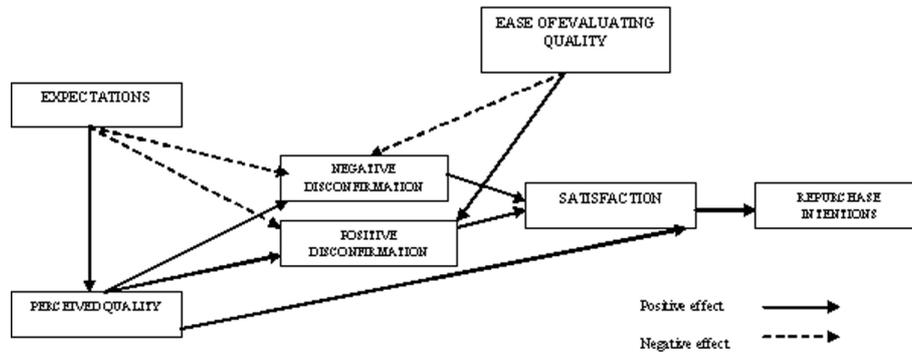 EASE OF EVALUATING
QUALITY
EXPECTATIONS
NEGATIVE
DISCONFIRMATION
SATISFACTION
REPURCHASE
INTENTIONS
POSITIVE
DISCONFIRMATION
PERCEIVED QUALITY
Positive effect
Negative effect